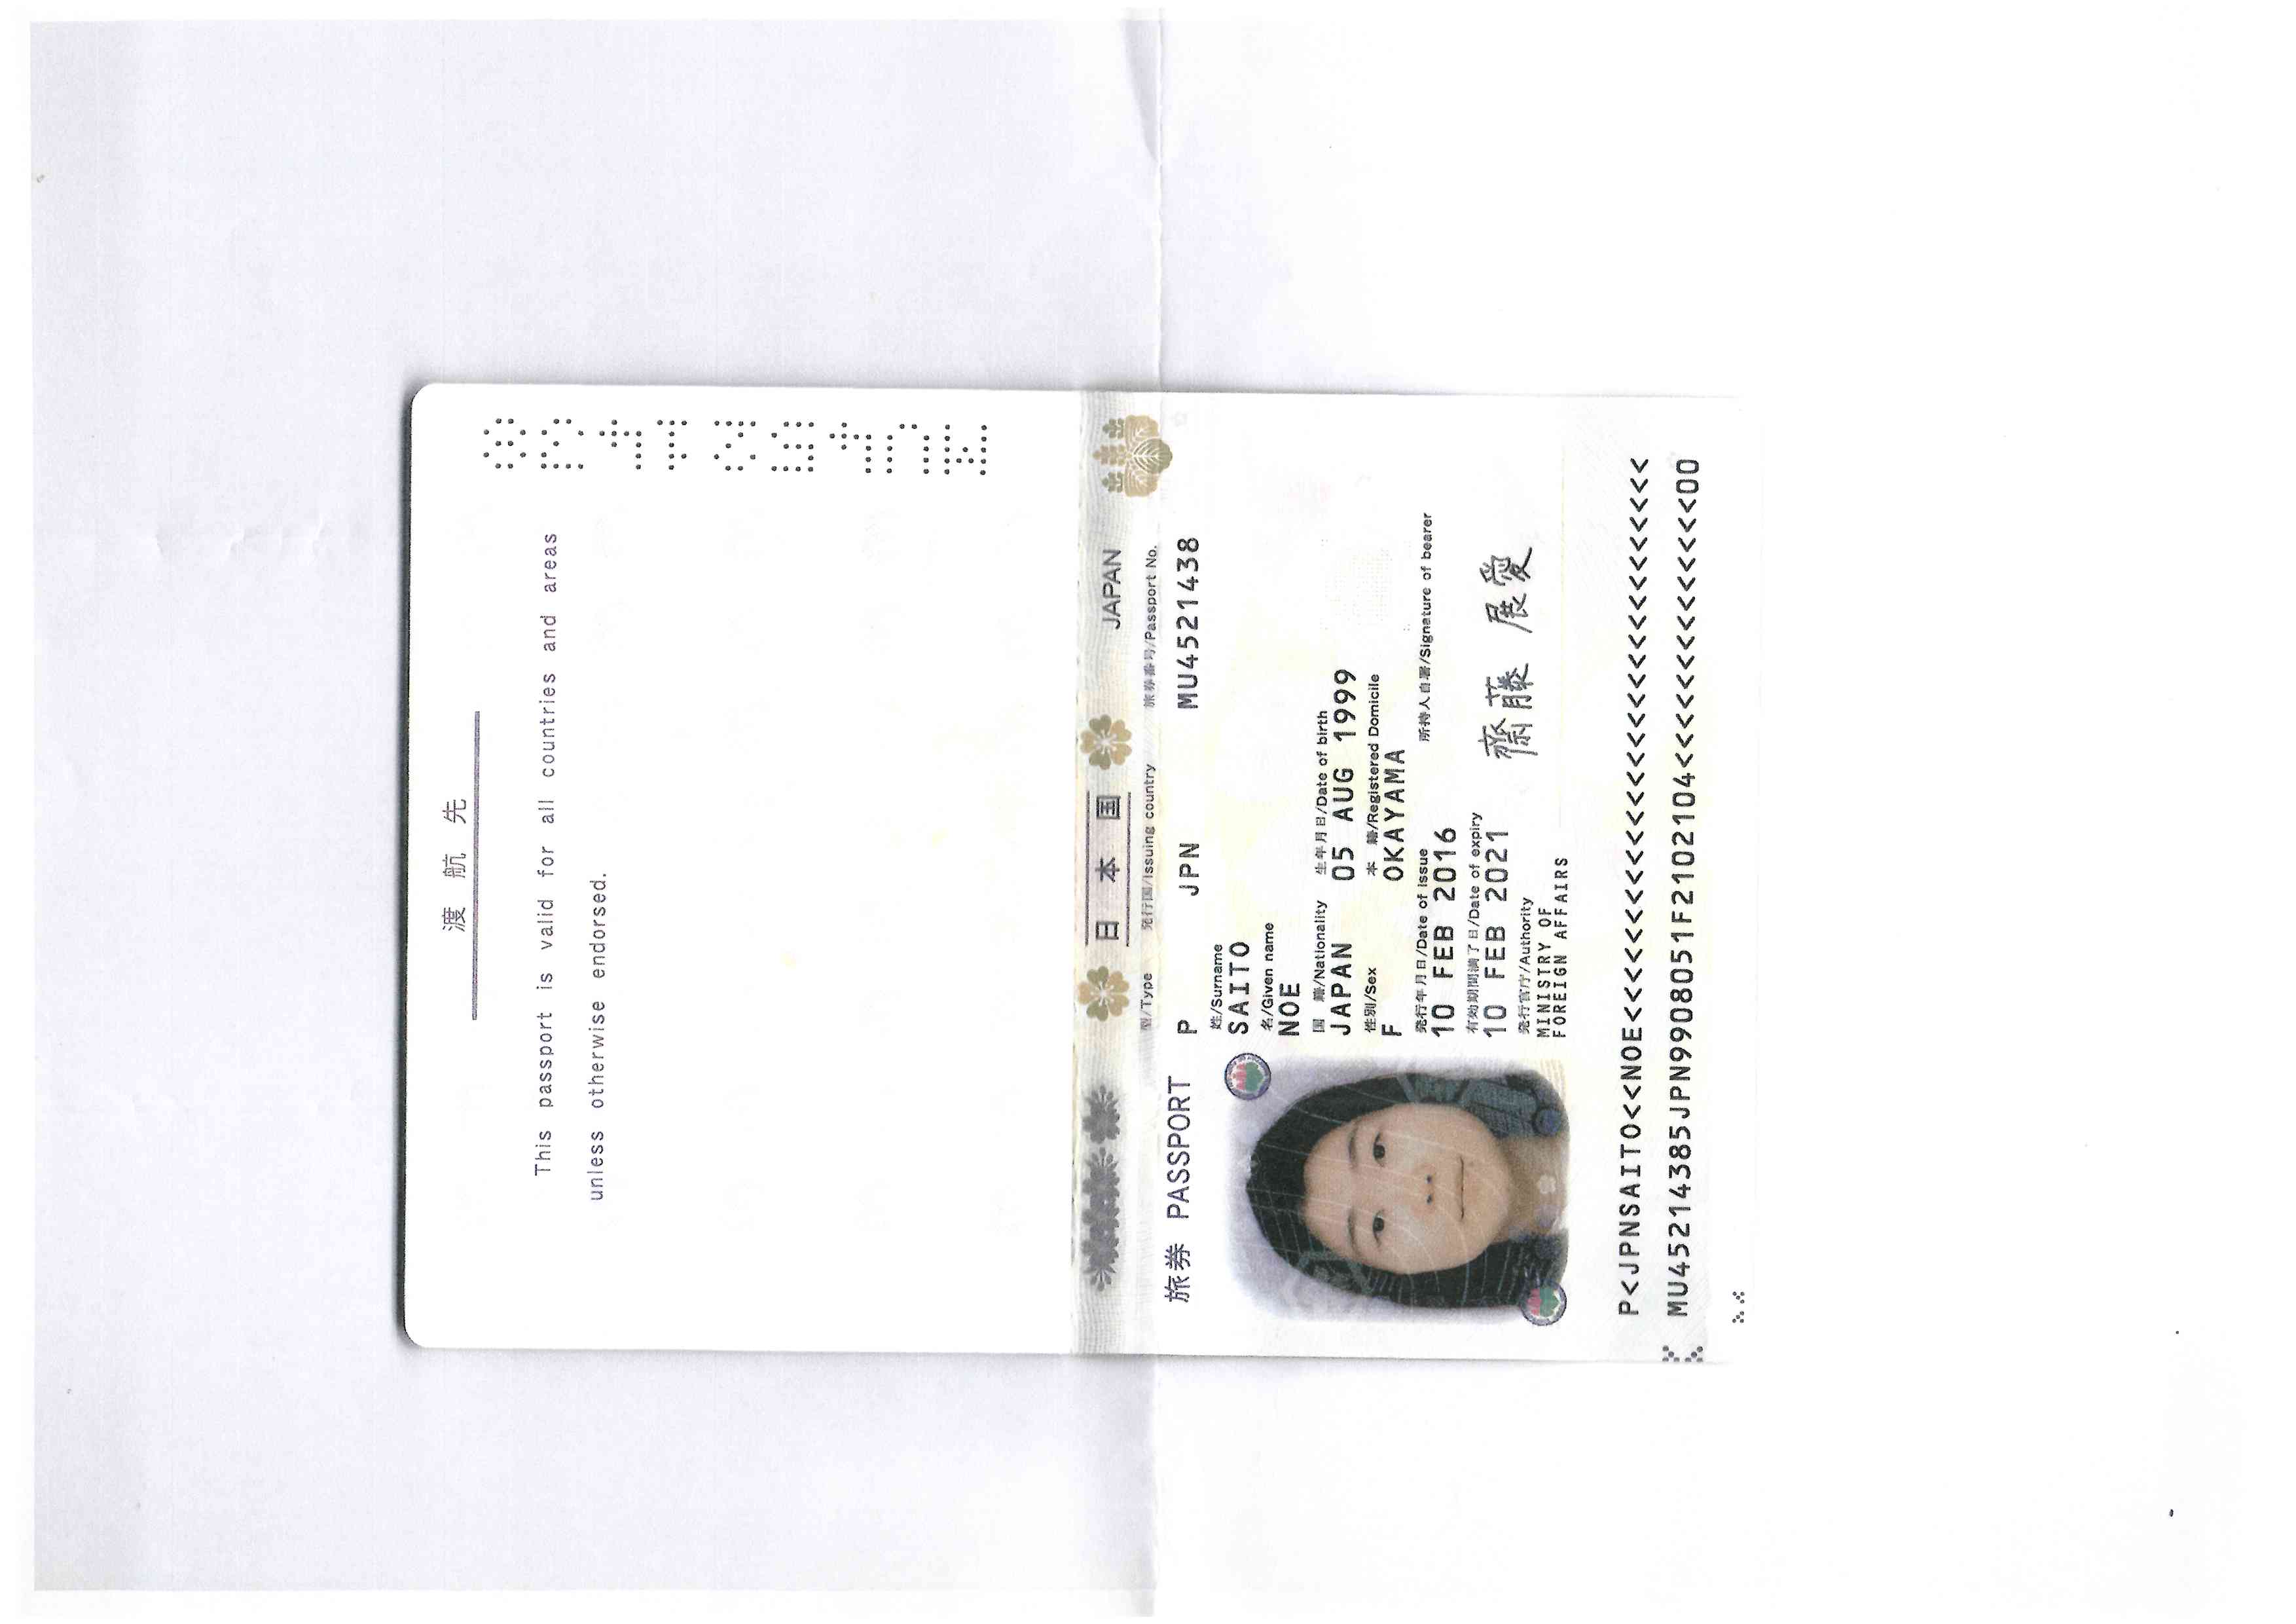 渡航先
This passport is valid for all countries and areas
unless otherwise endorsed.
MU4521438
日本国 JAPAN
旅券 PASSPORT
型/Type 発行国/Issuing country 旅券番号/Passport No.
P JPN MU4521438
姓/Surname
SAITO
名/Given name
NOE
国籍/Nationality 生年月日/Date of birth
JAPAN 05 AUG 1999
性別/Sex 本籍/Registered Domicile
F OKAYAMA
発行年月日/Date of issue 所持人自署/Signature of bearer
10 FEB 2016
有効期間満了日/Date of expiry
10 FEB 2021 齋藤 展愛
発行官庁/Authority
MINISTRY OF
FOREIGN AFFAIRS
P<JPNSAITO<<NOE<<<<<<<<<<<<<<<<<<<<<<<<<<<<<
MU45214385JPN9908051F2102104<<<<<<<<<<<<<<00